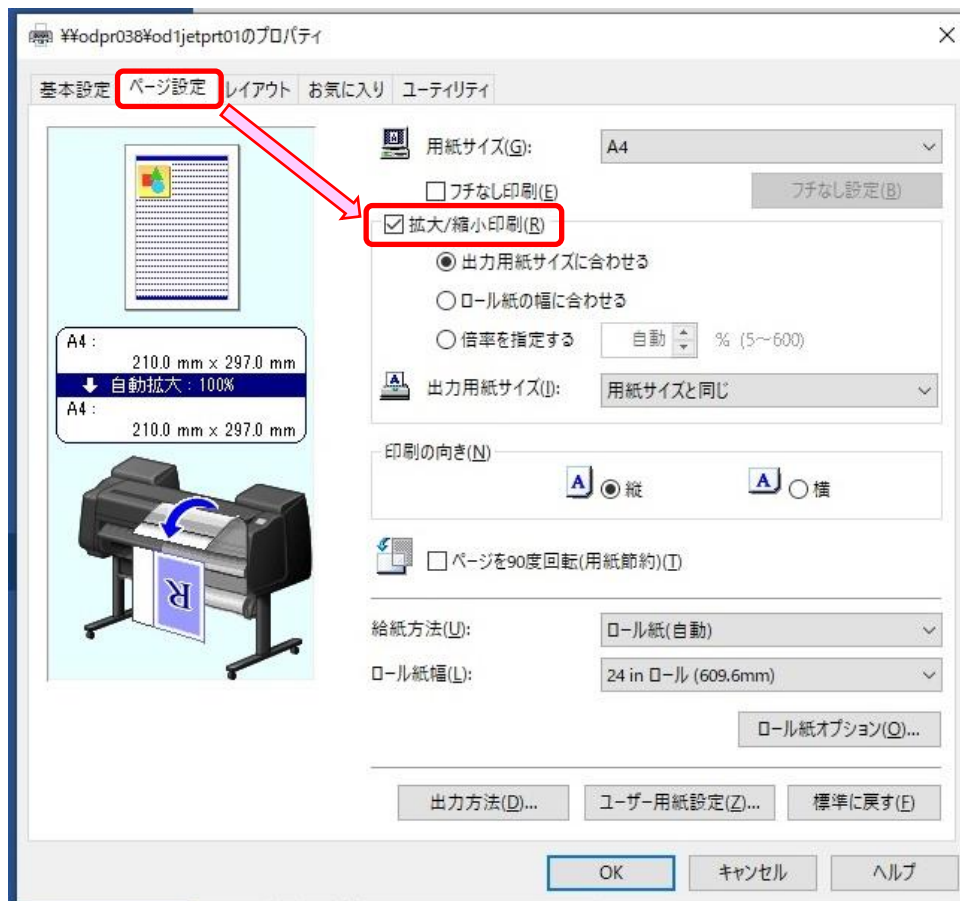 ¥¥odpr038¥od1jetprt01のプロパティ
基本設定 ページ設定 レイアウト お気に入り ユーティリティ
用紙サイズ(G): A4
フチなし印刷(E) フチなし設定(B)
拡大/縮小印刷(R)
出力用紙サイズに合わせる
ロール紙の幅に合わせる
倍率を指定する 自動 % (5～600)
出力用紙サイズ(I): 用紙サイズと同じ
A4 :
210.0 mm x 297.0 mm
自動拡大 : 100%
A4 :
210.0 mm x 297.0 mm
印刷の向き(N)
A 縦 A 横
ページを90度回転(用紙節約)(T)
R
給紙方法(U): ロール紙(自動)
ロール紙幅(L): 24 in ロール (609.6mm)
ロール紙オプション(O)...
出力方法(D)... ユーザー用紙設定(Z)... 標準に戻す(F)
OK キャンセル ヘルプ